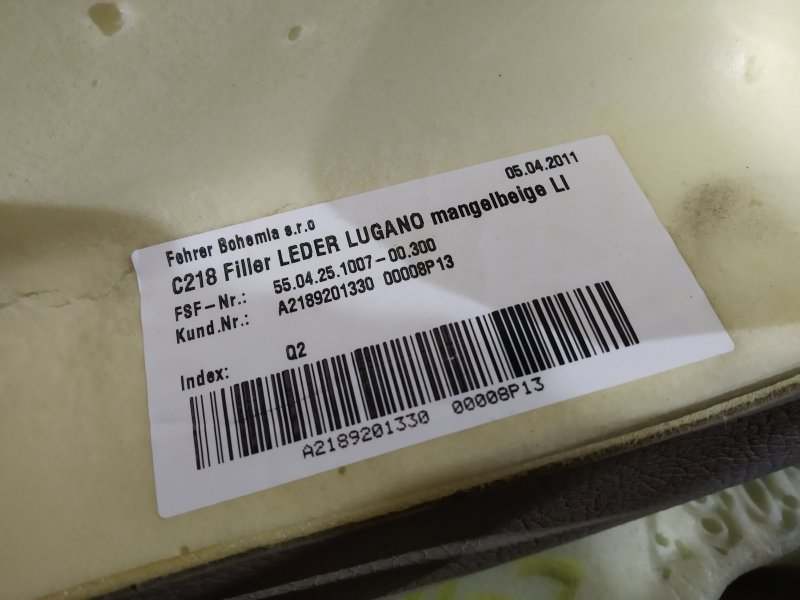 05.04.2011
Fehrer Bohemia s.r.o
C218 Filler LEDER LUGANO mangelbeige LI
FSF-Nr.: 55.04.25.1007-00.300
Kund.Nr.: A2189201330 00008P13
Index: Q2
A2189201330 00008P13